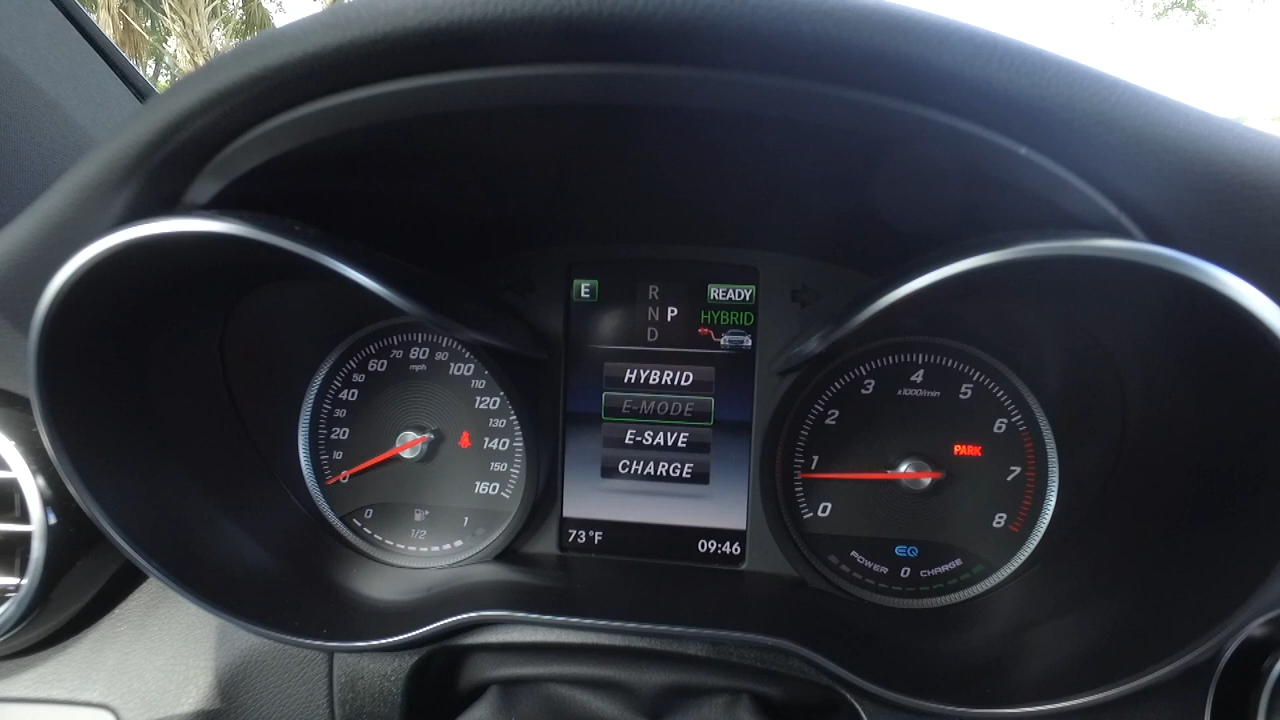 0
10
20
30
40
50
60
70
80
90
100
110
120
130
140
150
160
mph
0
1/2
1
E
R
N P
D
READY
HYBRID
HYBRID
E-MODE
E-SAVE
CHARGE
73°F
09:46
0
1
2
3
4
5
6
7
8
x1000/min
PARK
EQ
POWER 0 CHARGE